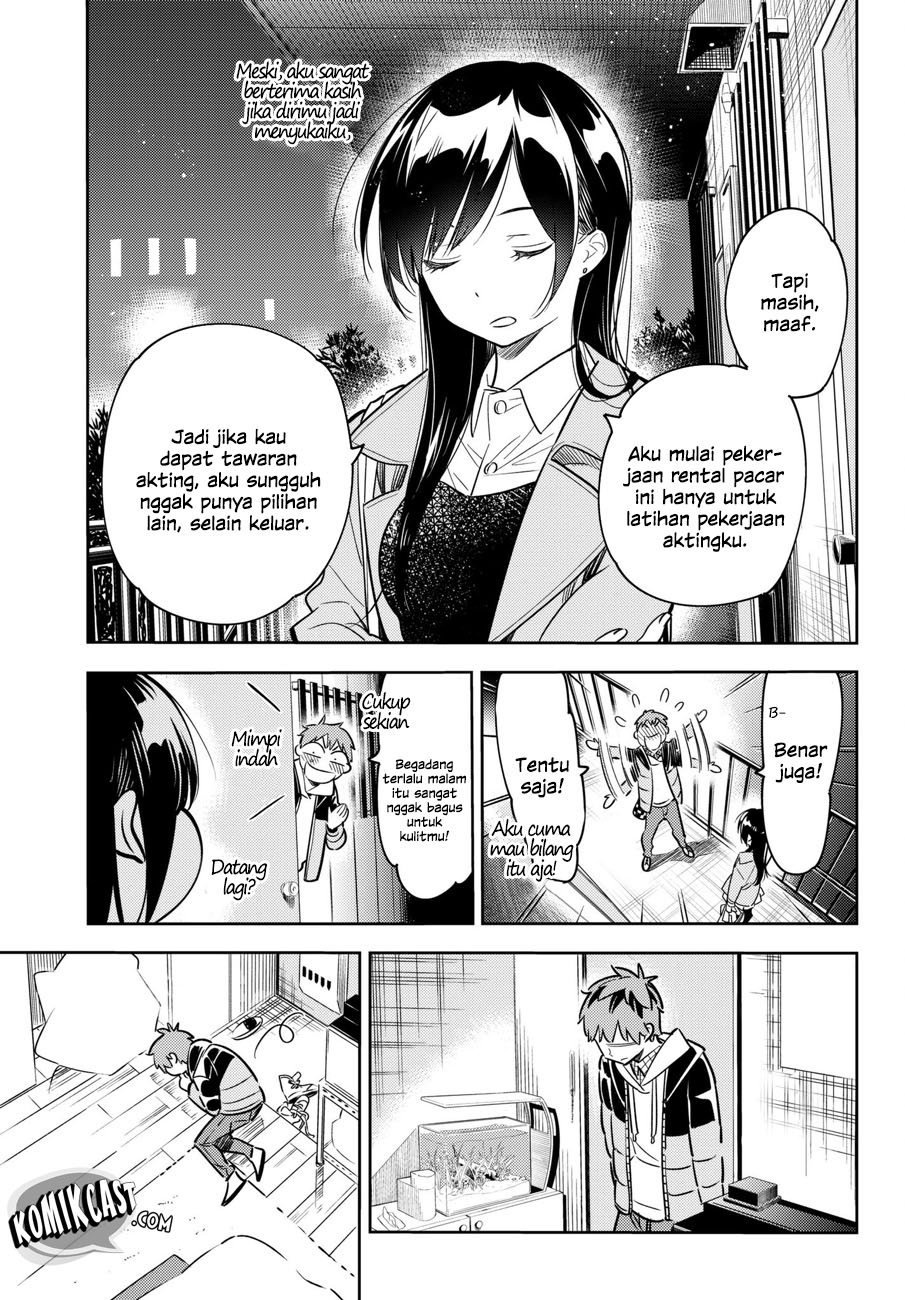 Meski, aku sangat
berterima kasih
jika dirimu jadi
menyukaiku,
Tapi
masih,
maaf.
Aku mulai peker-
jaan rental pacar
ini hanya untuk
latihan pekerjaan
aktingku.
Jadi jika kau
dapat tawaran
akting, aku sungguh
nggak punya pilihan
lain, selain keluar.
B-
Benar
juga!
Tentu
saja!
Aku cuma
mau bilang
itu aja!
Cukup
sekian
Begadang
terlalu malam
itu sangat
nggak bagus
untuk
kulitmu!
Mimpi
indah
Datang
lagi?
KOMIKCAST
.COM